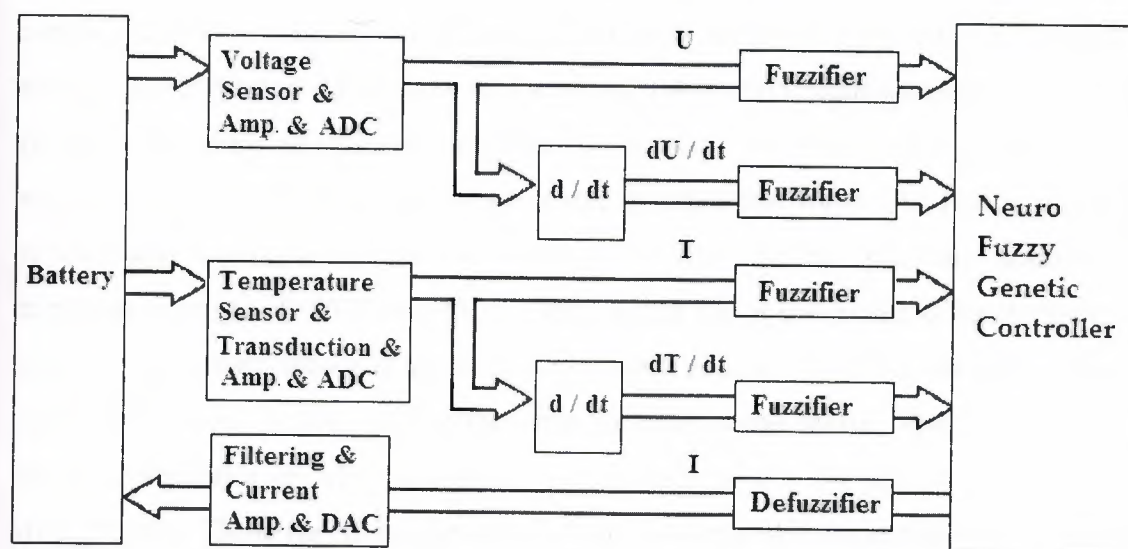 Battery
Voltage
Sensor &
Amp. & ADC
U
Fuzzifier
d / dt
dU / dt
Fuzzifier
Temperature
Sensor &
Transduction &
Amp. & ADC
T
Fuzzifier
d / dt
dT / dt
Fuzzifier
Filtering &
Current
Amp. & DAC
I
Defuzzifier
Neuro
Fuzzy
Genetic
Controller